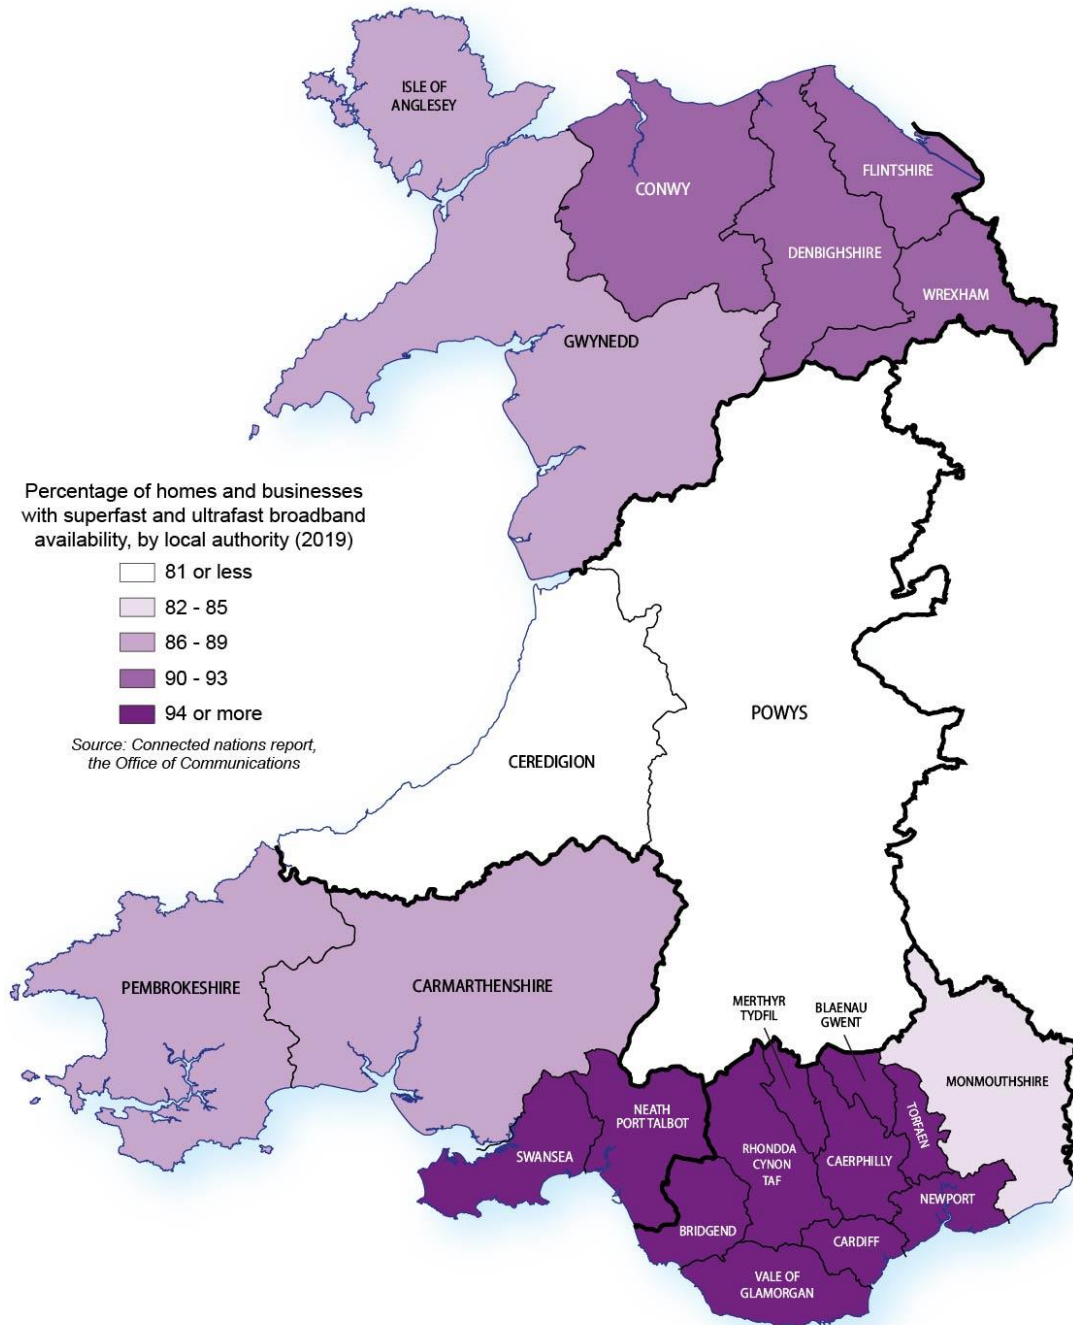 ISLE OF
ANGLESEY
FLINTSHIRE
CONWY
DENBIGHSHIRE
WREXHAM
GWYNEDD
Percentage of homes and businesses
with superfast and ultrafast broadband
availability, by local authority (2019)
81 or less
82 - 85
86 - 89
90 - 93
94 or more
Source: Connected nations report,
the Office of Communications
POWYS
CEREDIGION
PEMBROKESHIRE
CARMARTHENSHIRE
MERTHYR
TYDFIL
BLAENAU
GWENT
MONMOUTHSHIRE
NEATH
PORT TALBOT
TORFAEN
SWANSEA
RHONDDA
CYNON
TAF
CAERPHILLY
NEWPORT
BRIDGEND
CARDIFF
VALE OF
GLAMORGAN